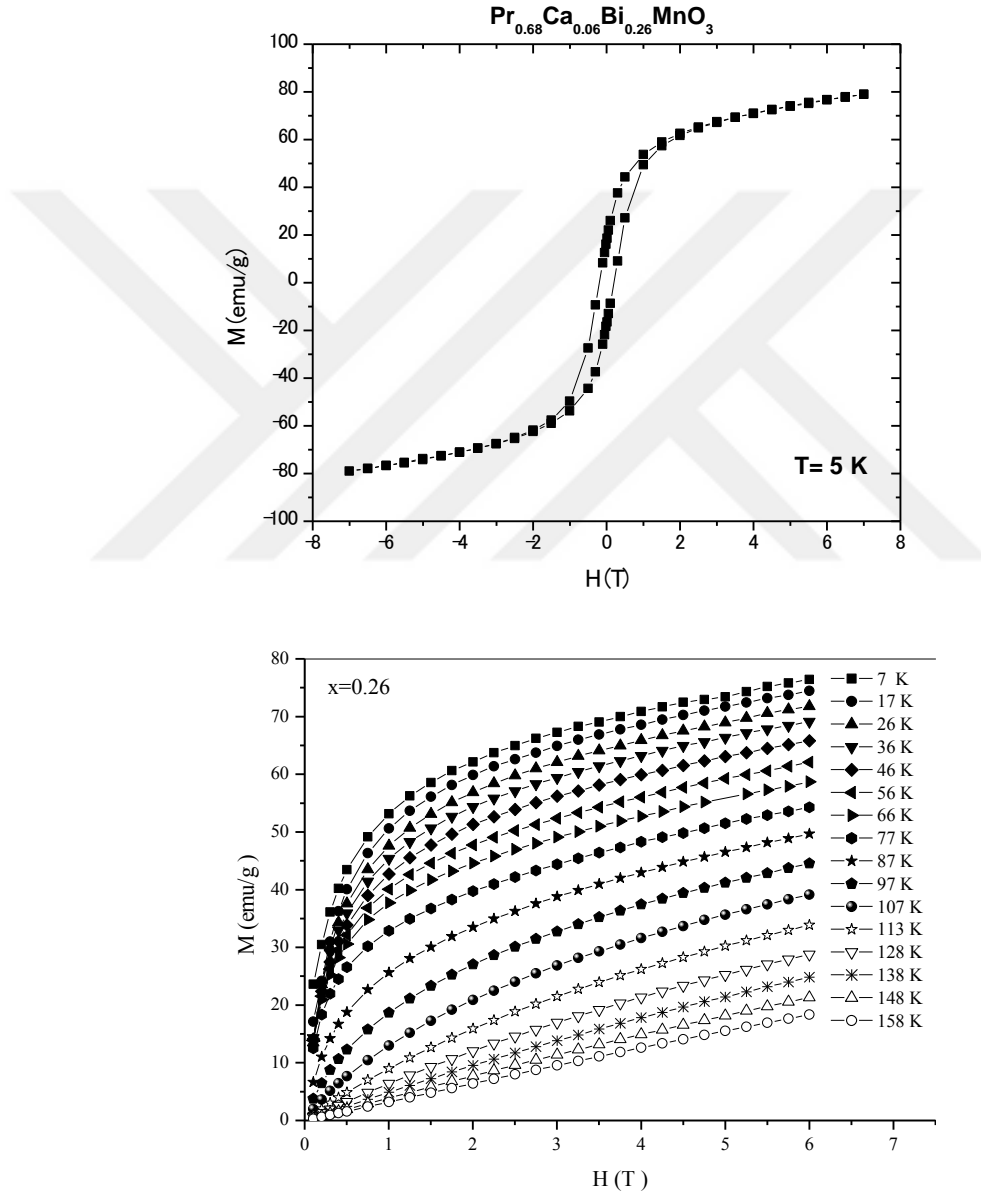 Pr0.68Ca0.06Bi0.26MnO3
100
80
60
40
20
0
-20
-40
-60
-80
-100
M (emu/g)
-8
-6
-4
-2
0
2
4
6
8
H (T)
T= 5 K
80
70
60
50
40
30
20
10
0
M (emu/g )
x=0.26
7 K
17 K
26 K
36 K
46 K
56 K
66 K
77 K
87 K
97 K
107 K
113 K
128 K
138 K
148 K
158 K
0
1
2
3
4
5
6
7
H (T )